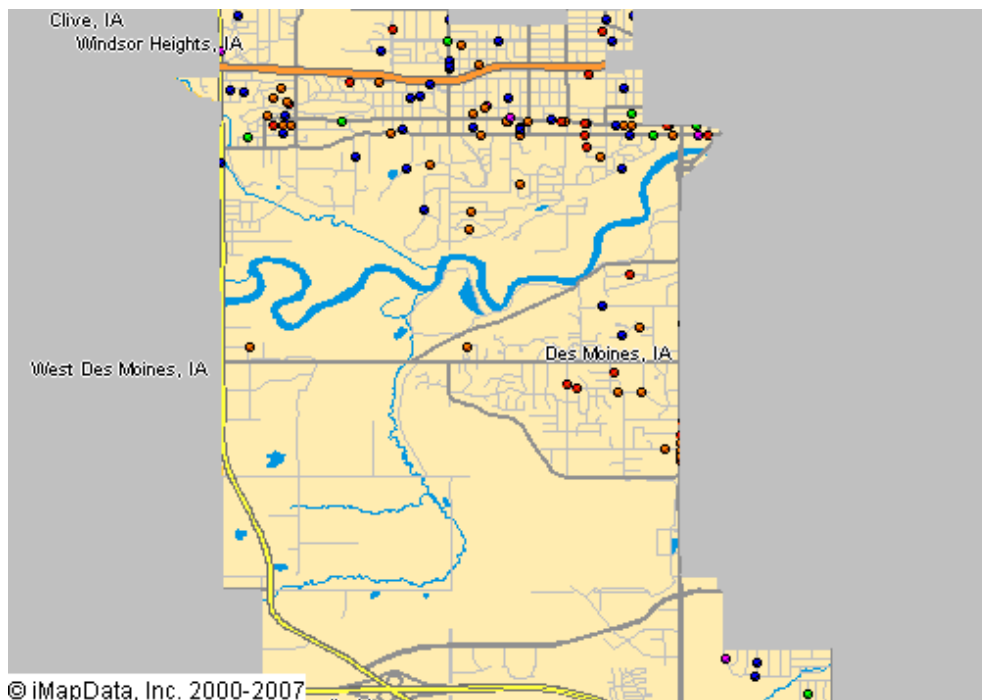 Clive, IA
Windsor Heights, IA
Des Moines, IA
West Des Moines, IA
© iMapData, Inc. 2000-2007